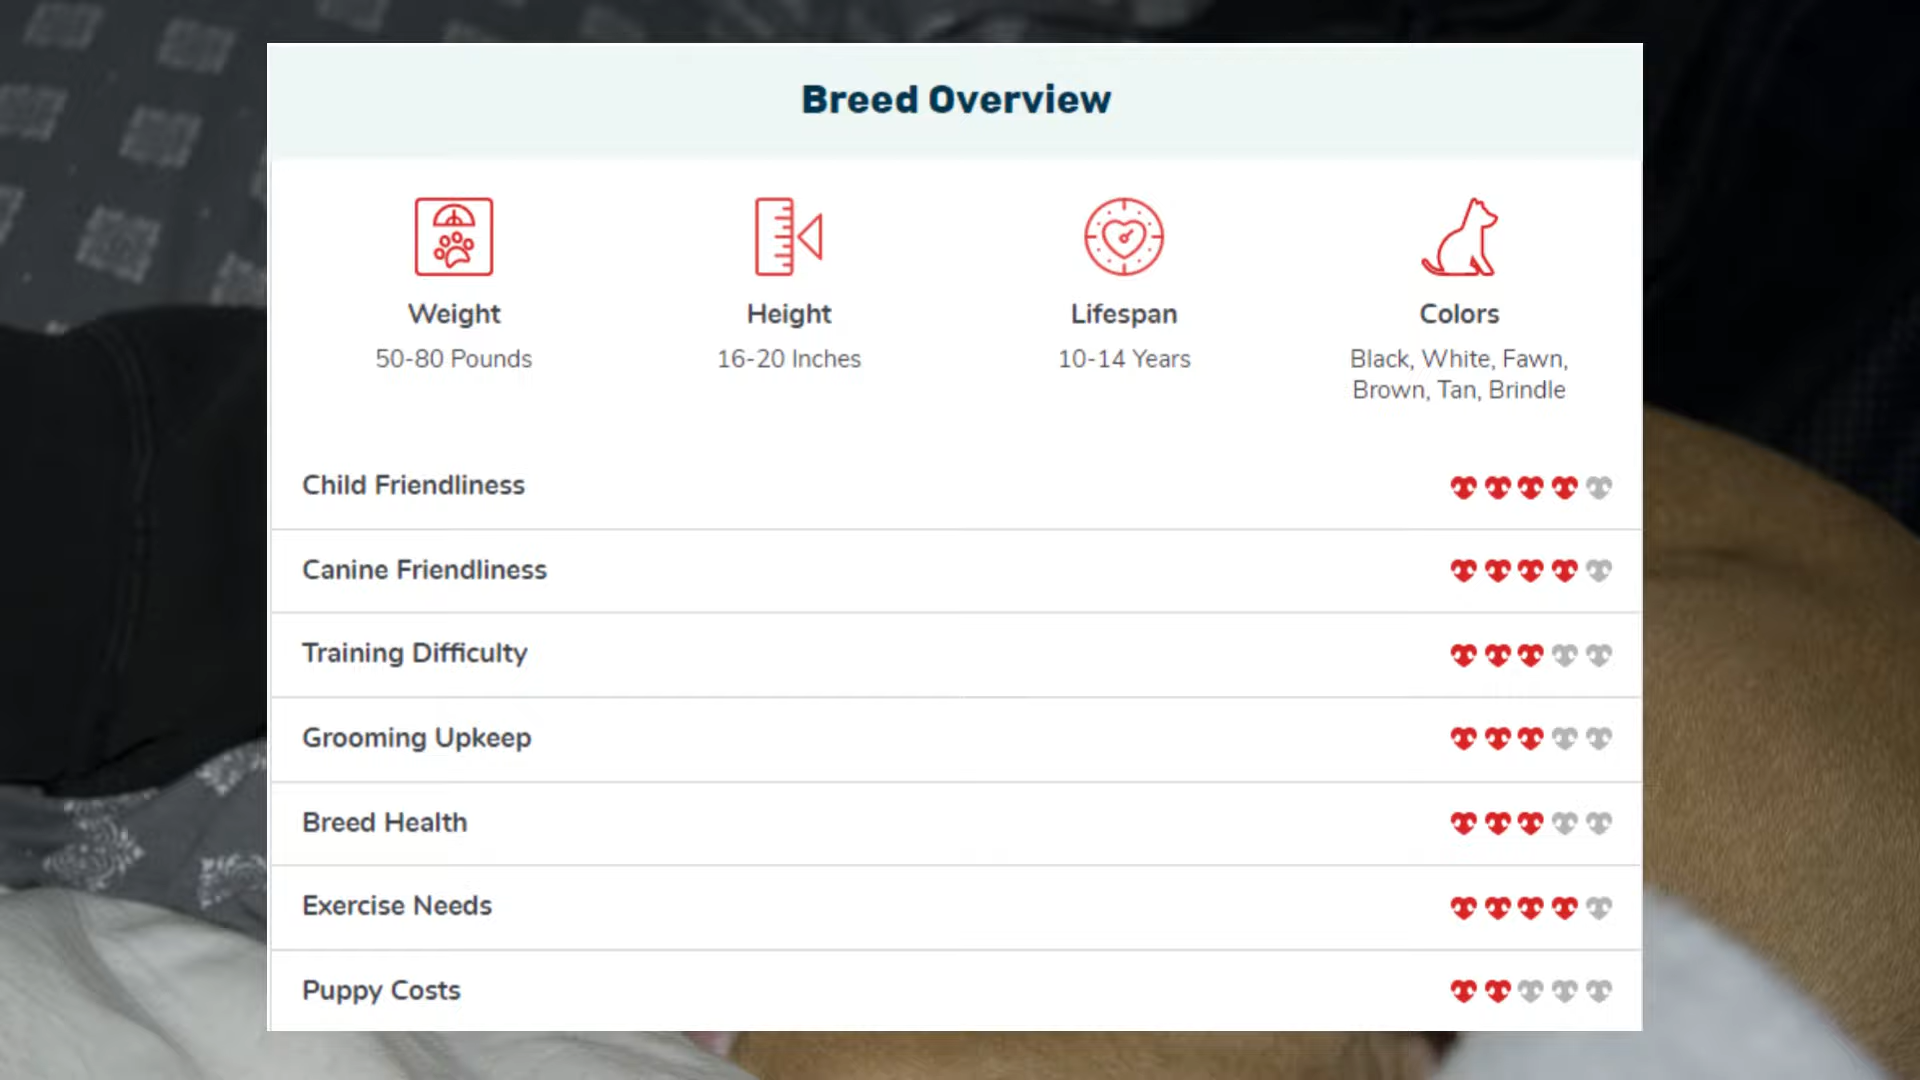 Breed Overview
Weight
Height
Lifespan
Colors
50-80 Pounds
16-20 Inches
10-14 Years
Black, White, Fawn,
Brown, Tan, Brindle
Child Friendliness
Canine Friendliness
Training Difficulty
Grooming Upkeep
Breed Health
Exercise Needs
Puppy Costs